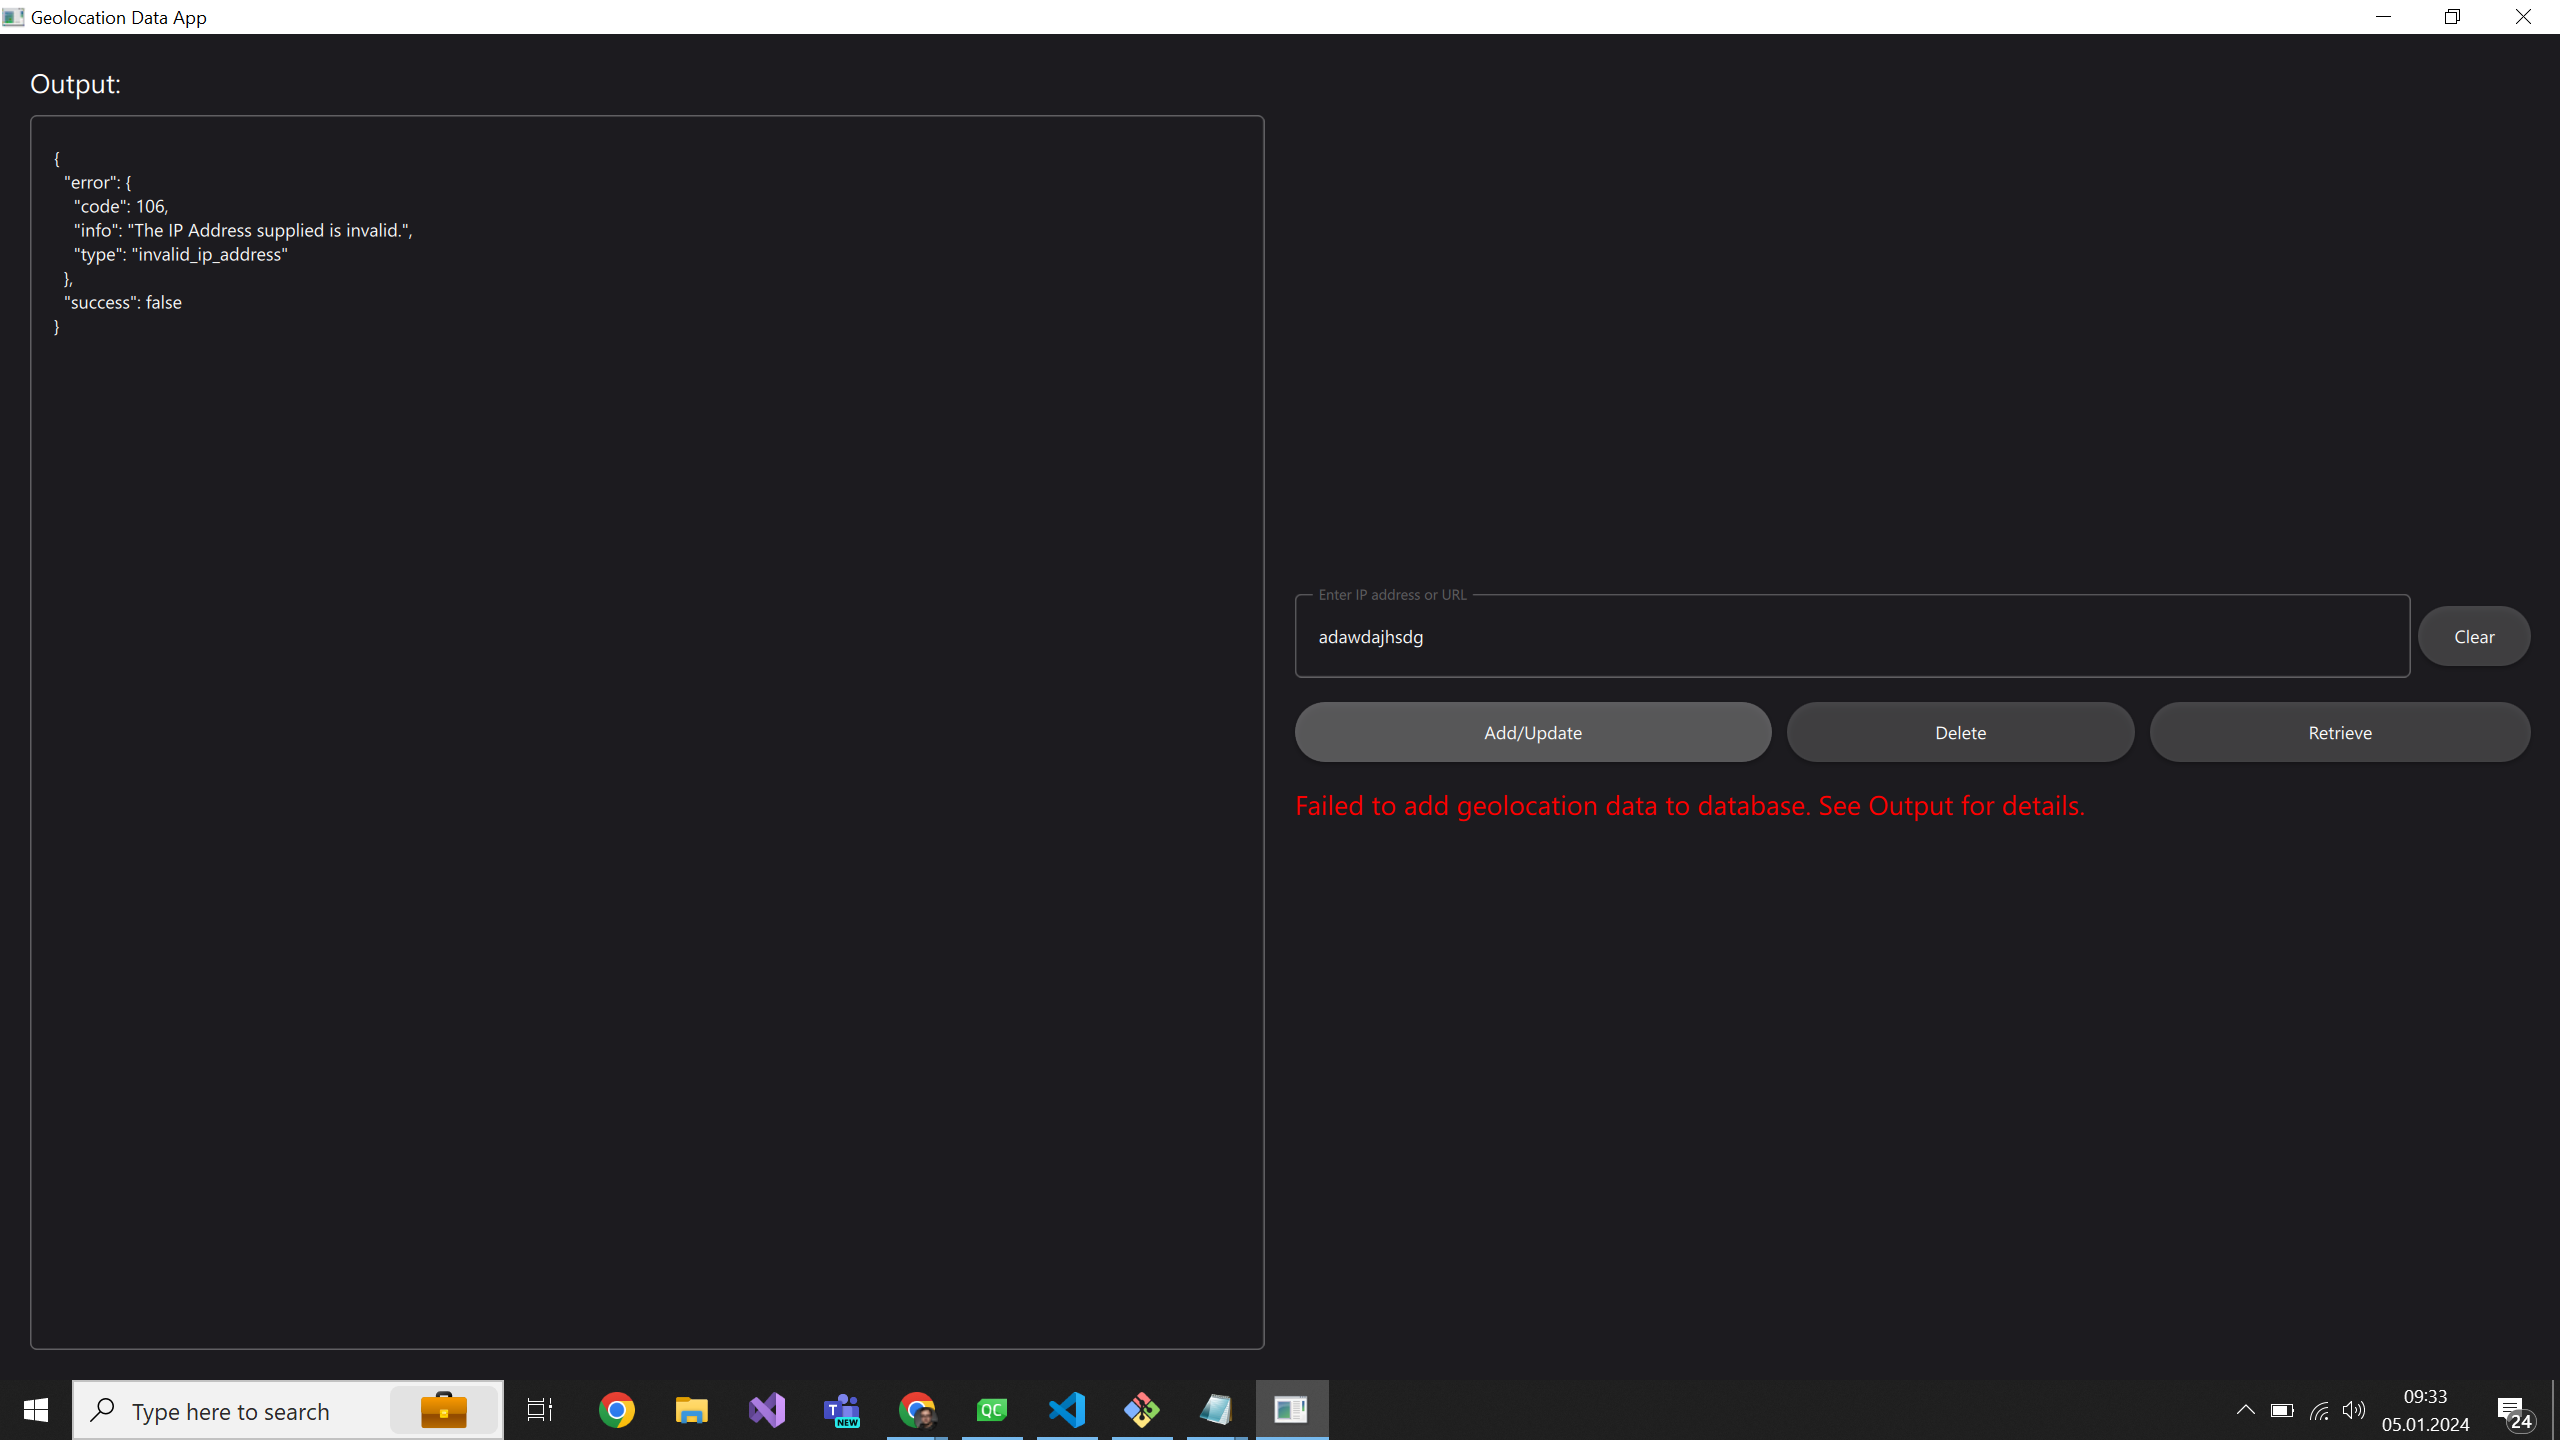 Geolocation Data App
Output:
{
"error": {
"code": 106,
"info": "The IP Address supplied is invalid.",
"type": "invalid_ip_address"
},
"success": false
}
Enter IP address or URL
adawdajhsdg
Clear
Add/Update
Delete
Retrieve
Failed to add geolocation data to database. See Output for details.
Type here to search
T
NEW
QC
09:33
05.01.2024
24